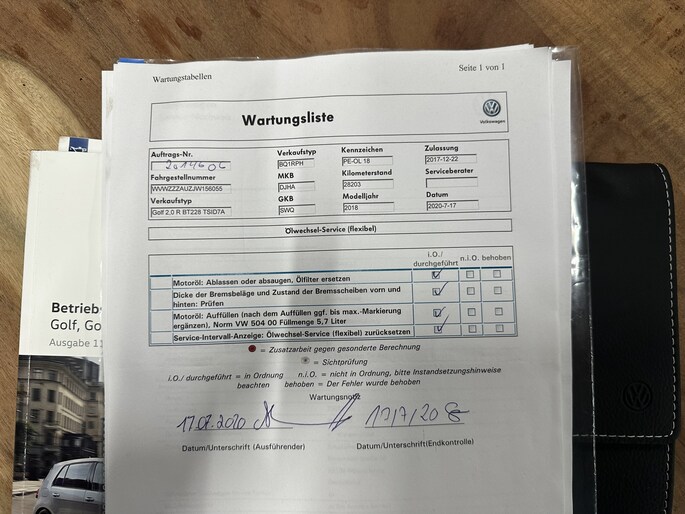 Wartungstabellen
Seite 1 von 1
Wartungsliste
Volkswagen
Auftrags-Nr.
Verkaufstyp
BQ1RPH
Kennzeichen
PE-OL 18
Zulassung
2017-12-22
Fahrgestellnummer
WVWZZZAUZJW156055
MKB
DJHA
Kilometerstand
28203
Serviceberater
Verkaufstyp
Golf 2,0 R BT228 TSID7A
GKB
SWQ
Modelljahr
2018
Datum
2020-7-17
Ölwechsel-Service (flexibel)
i.O./
durchgeführt n.i.O. behoben
Motoröl: Ablassen oder absaugen, Ölfilter ersetzen
Dicke der Bremsbeläge und Zustand der Bremsscheiben vorn und
hinten: Prüfen
Motoröl: Auffüllen (nach dem Auffüllen ggf. bis max.-Markierung
ergänzen), Norm VW 504 00 Füllmenge 5,7 Liter
Service-Intervall-Anzeige: Ölwechsel-Service (flexibel) zurücksetzen
= Zusatzarbeit gegen gesonderte Berechnung
= Sichtprüfung
i.O./ durchgeführt = in Ordnung n.i.O. = nicht in Ordnung, bitte Instandsetzungshinweise
beachten behoben = Der Fehler wurde behoben
Wartungsnotiz
Datum/Unterschrift (Ausführender)
Datum/Unterschrift(Endkontrolle)
Betrieb
Golf, Go
Ausgabe 11